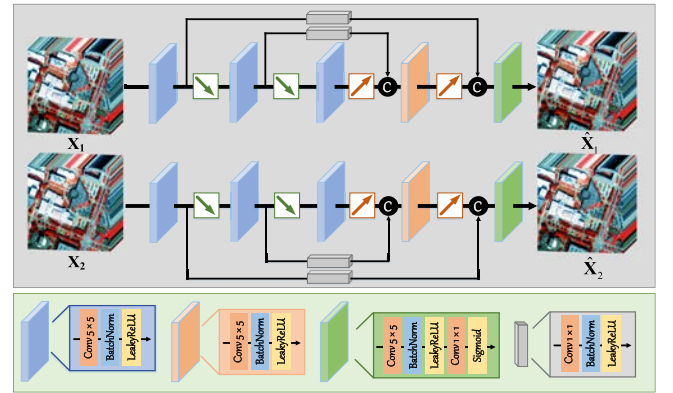 C
C
X₁
X̂₁
C
C
X₂
X̂₂
Conv 5×5
BatchNorm
LeakyReLU
Conv 5×5
BatchNorm
LeakyReLU
Conv 5×5
BatchNorm
LeakyReLU
Conv 1×1
Sigmoid
Conv 1×1
BatchNorm
LeakyReLU